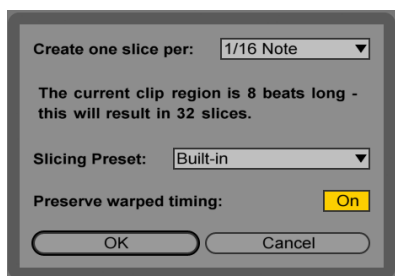 Create one slice per: 1/16 Note
The current clip region is 8 beats long -
this will result in 32 slices.
Slicing Preset: Built-in
Preserve warped timing: On
OK Cancel